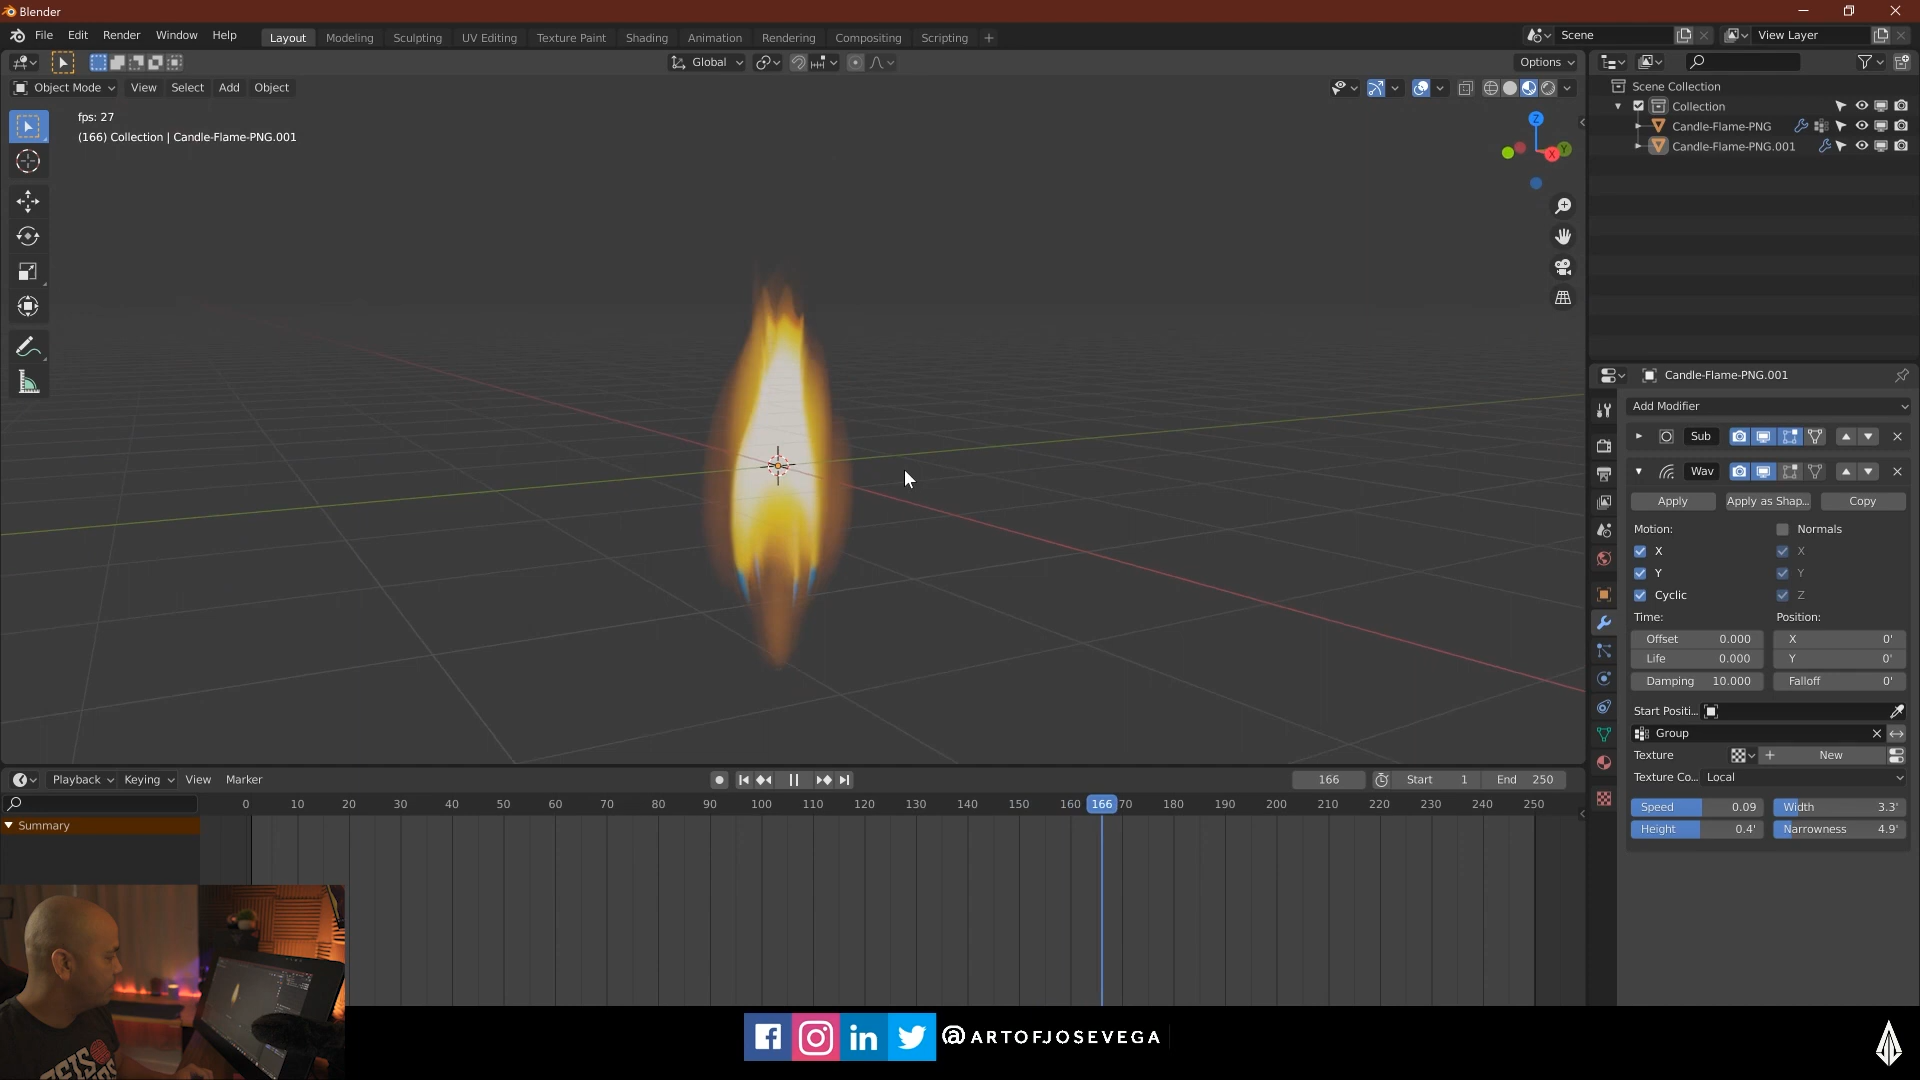 Blender
File Edit Render Window Help
Layout Modeling Sculpting UV Editing Texture Paint Shading Animation Rendering Compositing Scripting +
Scene
View Layer
Global
Options
Object Mode View Select Add Object
fps: 27
(166) Collection | Candle-Flame-PNG.001
Z
X
Y
Scene Collection
Collection
Candle-Flame-PNG
Candle-Flame-PNG.001
Candle-Flame-PNG.001
Add Modifier
Sub
Wav
Apply Apply as Shap... Copy
Motion: Normals
X X
Y Y
Cyclic Z
Time: Position:
Offset 0.000 X 0'
Life 0.000 Y 0'
Damping 10.000 Falloff 0'
Start Positi...
Group
Texture New
Texture Co... Local
Speed 0.09 Width 3.3'
Height 0.4' Narrowness 4.9'
Playback Keying View Marker
166 Start 1 End 250
0 10 20 30 40 50 60 70 80 90 100 110 120 130 140 150 160 166 70 180 190 200 210 220 230 240 250
Summary
@ARTOFJOSEVEGA